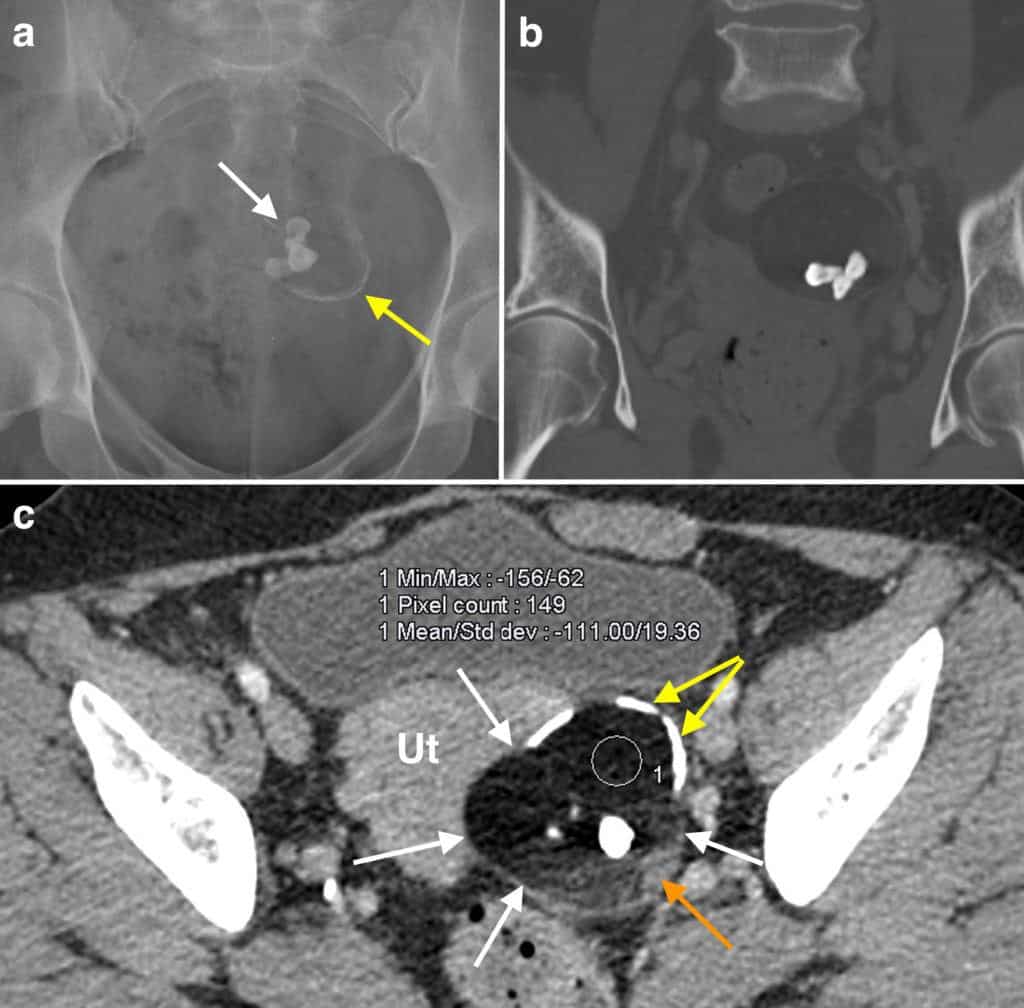 a
b
c
1 Min/Max : -156/-62
1 Pixel count : 149
1 Mean/Std dev : -111.00/19.36
Ut
1